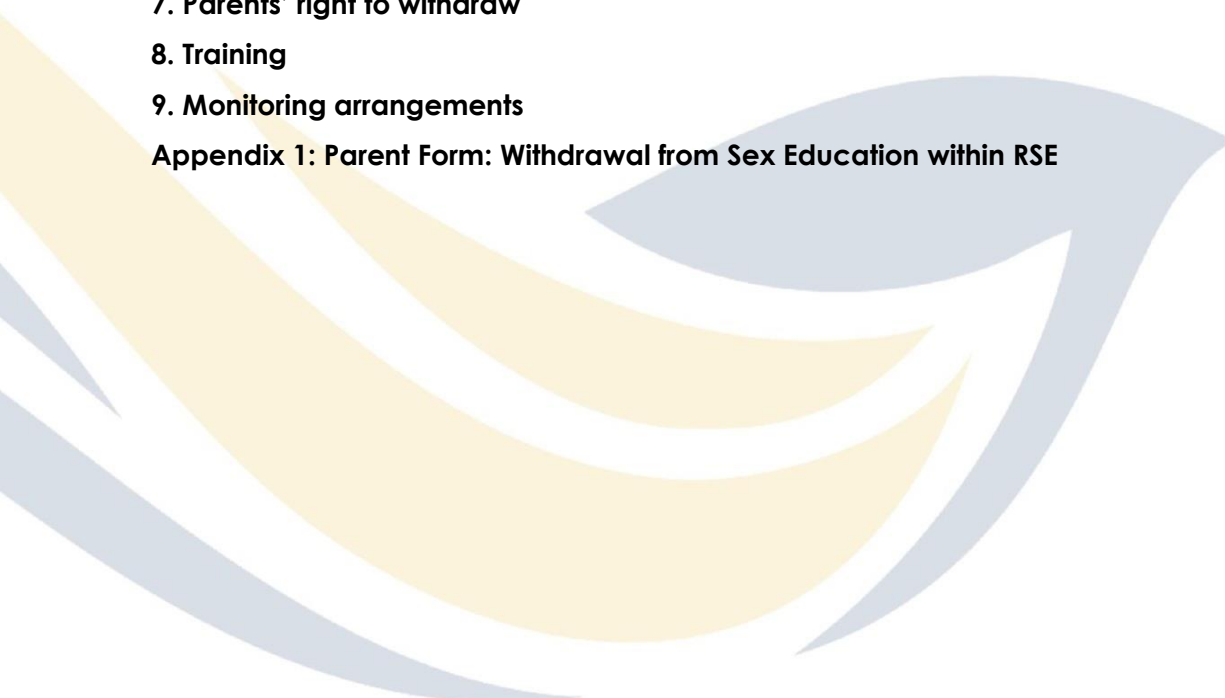 7. Parents' right to withdraw
8. Training
9. Monitoring arrangements
Appendix 1: Parent Form: Withdrawal from Sex Education within RSE